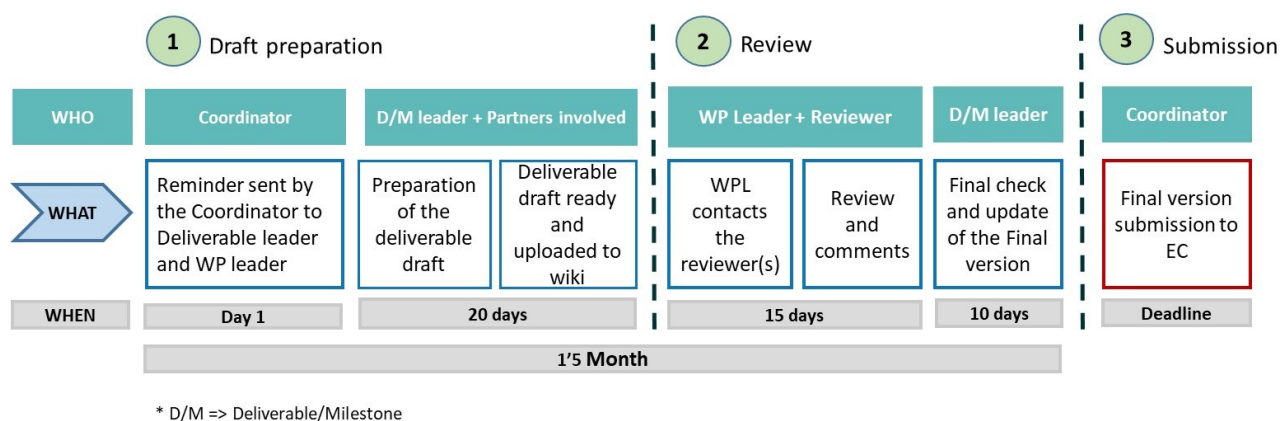 1 Draft preparation
2 Review
3 Submission
WHO
Coordinator
D/M leader + Partners involved
WP Leader + Reviewer
D/M leader
Coordinator
WHAT
Reminder sent by
the Coordinator to
Deliverable leader
and WP leader
Preparation
of the
deliverable
draft
Deliverable
draft ready
and
uploaded to
wiki
WPL
contacts
the
reviewer(s)
Review
and
comments
Final check
and update
of the Final
version
Final version
submission to
EC
WHEN
Day 1
20 days
15 days
10 days
Deadline
1'5 Month
* D/M => Deliverable/Milestone